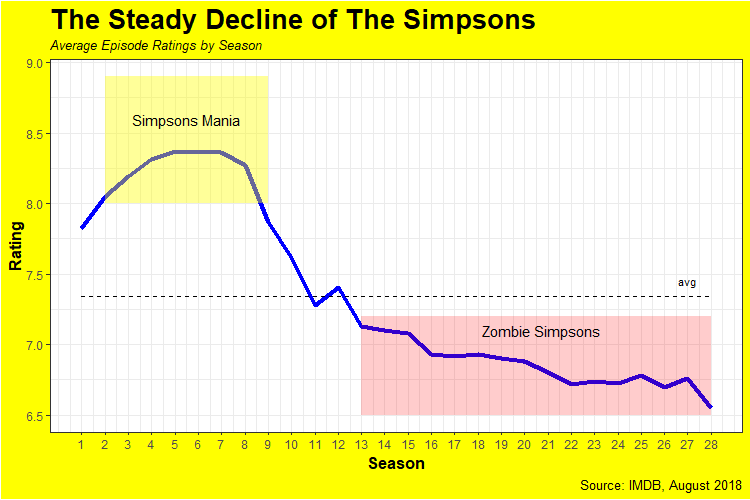 The Steady Decline of The Simpsons
Average Episode Ratings by Season
9.0
Simpsons Mania
8.5
8.0
Rating
7.5
avg
7.0
Zombie Simpsons
6.5
1 2 3 4 5 6 7 8 9 10 11 12 13 14 15 16 17 18 19 20 21 22 23 24 25 26 27 28
Season
Source: IMDB, August 2018